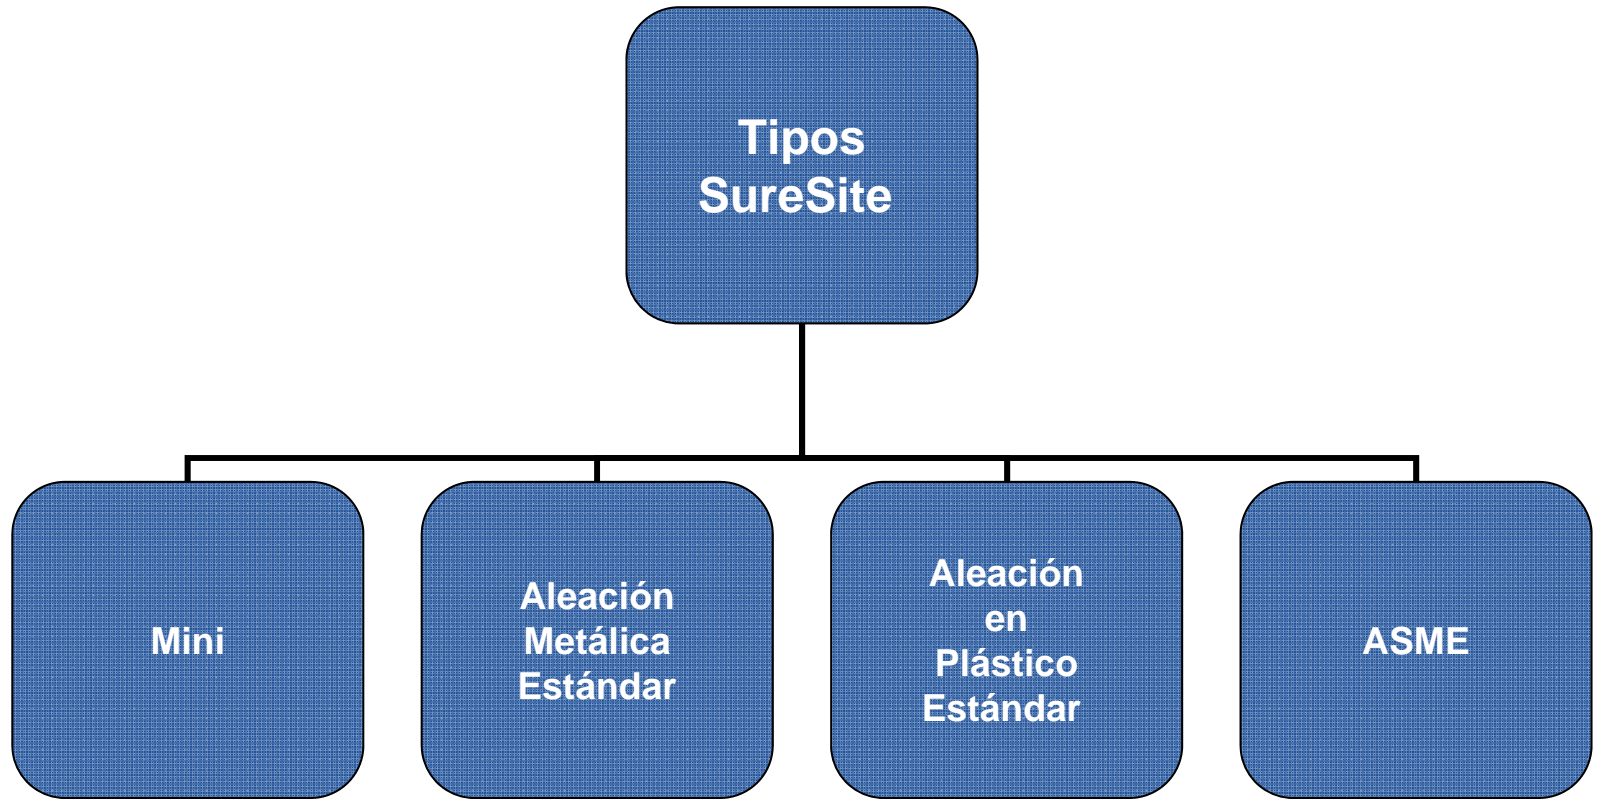 Tipos
SureSite
Mini
Aleación
Metálica
Estándar
Aleación
en
Plástico
Estándar
ASME